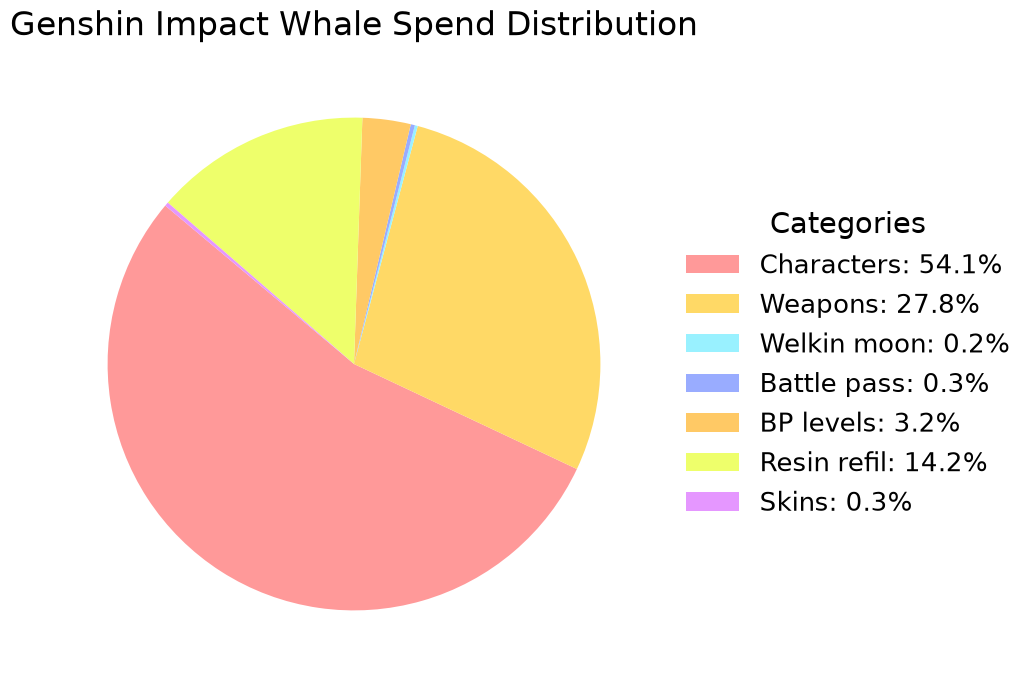 Genshin Impact Whale Spend Distribution
Categories
Characters: 54.1%
Weapons: 27.8%
Welkin moon: 0.2%
Battle pass: 0.3%
BP levels: 3.2%
Resin refil: 14.2%
Skins: 0.3%